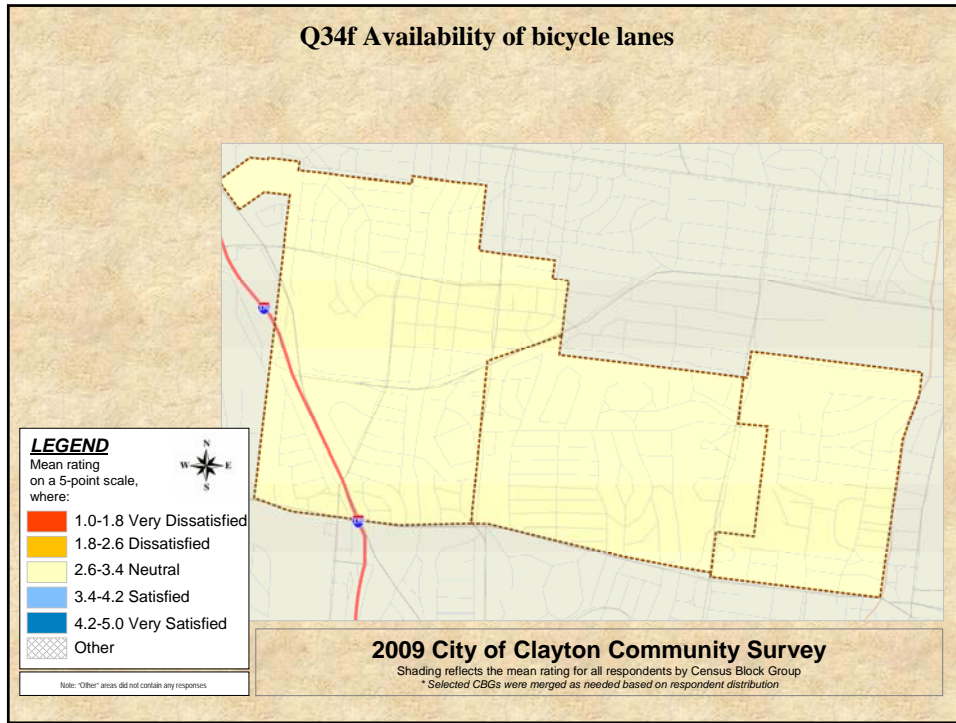 Q34f Availability of bicycle lanes
LEGEND
Mean rating
on a 5-point scale,
where:
N
W E
S
1.0-1.8 Very Dissatisfied
1.8-2.6 Dissatisfied
2.6-3.4 Neutral
3.4-4.2 Satisfied
4.2-5.0 Very Satisfied
Other
Note: "Other" areas did not contain any responses
2009 City of Clayton Community Survey
Shading reflects the mean rating for all respondents by Census Block Group
* Selected CBGs were merged as needed based on respondent distribution